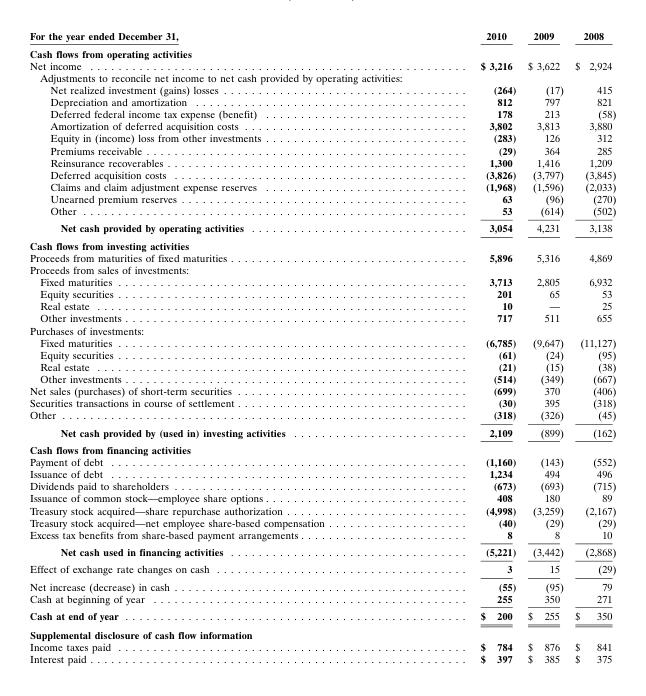 For the year ended December 31, 2010 2009 2008
Cash flows from operating activities
Net income $ 3,216 $ 3,622 $ 2,924
Adjustments to reconcile net income to net cash provided by operating activities:
Net realized investment (gains) losses (264) (17) 415
Depreciation and amortization 812 797 821
Deferred federal income tax expense (benefit) 178 213 (58)
Amortization of deferred acquisition costs 3,802 3,813 3,880
Equity in (income) loss from other investments (283) 126 312
Premiums receivable (29) 364 285
Reinsurance recoverables 1,300 1,416 1,209
Deferred acquisition costs (3,826) (3,797) (3,845)
Claims and claim adjustment expense reserves (1,968) (1,596) (2,033)
Unearned premium reserves 63 (96) (270)
Other 53 (614) (502)
Net cash provided by operating activities 3,054 4,231 3,138
Cash flows from investing activities
Proceeds from maturities of fixed maturities 5,896 5,316 4,869
Proceeds from sales of investments:
Fixed maturities 3,713 2,805 6,932
Equity securities 201 65 53
Real estate 10 — 25
Other investments 717 511 655
Purchases of investments:
Fixed maturities (6,785) (9,647) (11,127)
Equity securities (61) (24) (95)
Real estate (21) (15) (38)
Other investments (514) (349) (667)
Net sales (purchases) of short-term securities (699) 370 (406)
Securities transactions in course of settlement (30) 395 (318)
Other (318) (326) (45)
Net cash provided by (used in) investing activities 2,109 (899) (162)
Cash flows from financing activities
Payment of debt (1,160) (143) (552)
Issuance of debt 1,234 494 496
Dividends paid to shareholders (673) (693) (715)
Issuance of common stock—employee share options 408 180 89
Treasury stock acquired—share repurchase authorization (4,998) (3,259) (2,167)
Treasury stock acquired—net employee share-based compensation (40) (29) (29)
Excess tax benefits from share-based payment arrangements 8 8 10
Net cash used in financing activities (5,221) (3,442) (2,868)
Effect of exchange rate changes on cash 3 15 (29)
Net increase (decrease) in cash (55) (95) 79
Cash at beginning of year 255 350 271
Cash at end of year $ 200 $ 255 $ 350
Supplemental disclosure of cash flow information
Income taxes paid $ 784 $ 876 $ 841
Interest paid $ 397 $ 385 $ 375